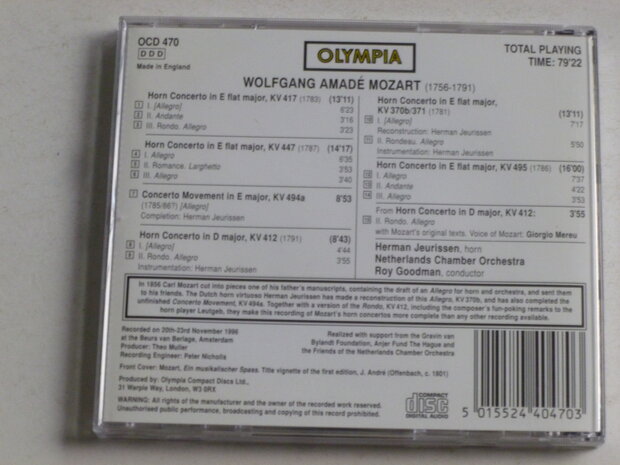 OCD 470
DDD
Made in England
OLYMPIA
TOTAL PLAYING
TIME: 79'22
WOLFGANG AMADÉ MOZART (1756-1791)
Horn Concerto in E flat major, KV 417 (1783) (13'11)
1 I. [Allegro] 6'23
2 II. Andante 3'16
3 III. Rondo. Allegro 3'23
Horn Concerto in E flat major, KV 447 (1787) (14'17)
4 I. Allegro 6'35
5 II. Romance. Larghetto 3'53
6 III. Allegro 3'40
7 Concerto Movement in E major, KV 494a 8'53
(1785/86?) [Allegro]
Completion: Herman Jeurissen
Horn Concerto in D major, KV 412 (1791) (8'43)
8 I. [Allegro] 4'44
9 II. Rondo. Allegro 3'55
Instrumentation: Herman Jeurissen
Horn Concerto in E flat major,
KV 370b/371 (1781) (13'11)
10 I. [Allegro] 7'17
Reconstruction: Herman Jeurissen
11 II. Rondeau. Allegro 5'50
Instrumentation: Herman Jeurissen
Horn Concerto in E flat major, KV 495 (1786) (16'00)
12 I. Allegro 7'37
13 II. Andante 4'22
14 III. Allegro 3'53
From Horn Concerto in D major, KV 412: 3'55
15 II. Rondo. Allegro
with Mozart's original texts. Voice of Mozart: Giorgio Mereu
Herman Jeurissen, horn
Netherlands Chamber Orchestra
Roy Goodman, conductor
In 1856 Carl Mozart cut into pieces one of his father's manuscripts, containing the draft of an Allegro for horn and orchestra, and sent them
to his friends. The Dutch horn virtuoso Herman Jeurissen has made a reconstruction of this Allegro, KV 370b, and has also completed the
unfinished Concerto Movement, KV 494a. Together with a version of the Rondo, KV 412, including the composer's fun-poking remarks to the
horn player Leutgeb, they make this recording of Mozart's horn concertos more complete than any other recording available.
Recorded on 20th-23rd November 1996
at the Beurs van Berlage, Amsterdam
Producer: Theo Muller
Recording Engineer: Peter Nicholls
Realized with support from the Gravin van
Bylandt Foundation, Anjer Fund The Hague and
the Friends of the Netherlands Chamber Orchestra
Front Cover: Mozart, Ein musikalischer Spass. Title vignette of the first edition, J. André (Offenbach, c. 1801)
Produced by: Olympia Compact Discs Ltd.,
31 Warple Way, London, W3 0RX
WARNING: All rights of the manufacturer and the owner of the recorded work reserved.
Unauthorised public performance, broadcasting and copying of this record prohibited.
COMPACT
disc
DIGITAL AUDIO
5 015524 404703